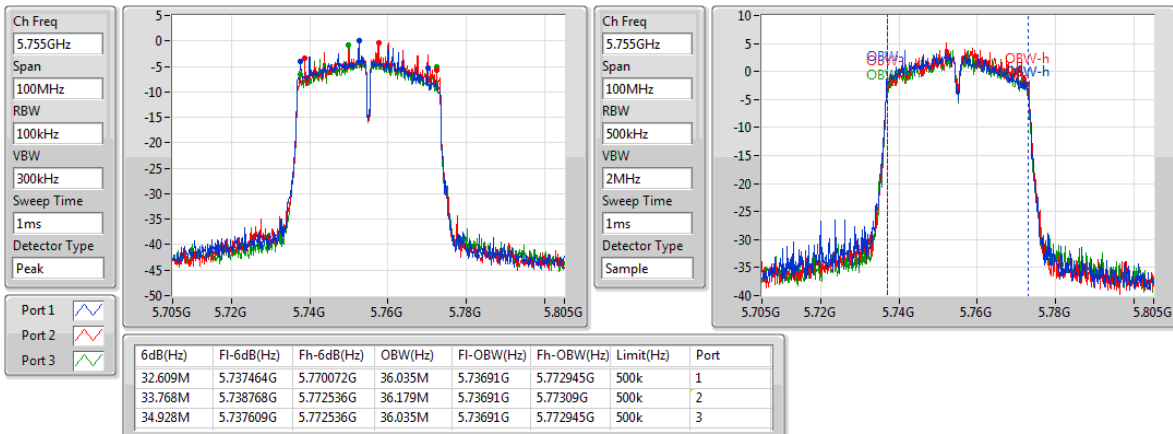 Ch Freq
5.755GHz
Span
100MHz
RBW
100kHz
VBW
300kHz
Sweep Time
1ms
Detector Type
Peak
Port 1
Port 2
Port 3
5
0
-5
-10
-15
-20
-25
-30
-35
-40
-45
-50
5.705G 5.72G 5.74G 5.76G 5.78G 5.805G
Ch Freq
5.755GHz
Span
100MHz
RBW
500kHz
VBW
2MHz
Sweep Time
1ms
Detector Type
Sample
10
5
0
-5
-10
-15
-20
-25
-30
-35
-40
OBW-h
OBW-h
5.705G 5.72G 5.74G 5.76G 5.78G 5.805G
6dB(Hz) Fl-6dB(Hz) Fh-6dB(Hz) OBW(Hz) Fl-OBW(Hz) Fh-OBW(Hz) Limit(Hz) Port
32.609M 5.737464G 5.770072G 36.035M 5.73691G 5.772945G 500k 1
33.768M 5.738768G 5.772536G 36.179M 5.73691G 5.77309G 500k 2
34.928M 5.737609G 5.772536G 36.035M 5.73691G 5.772945G 500k 3